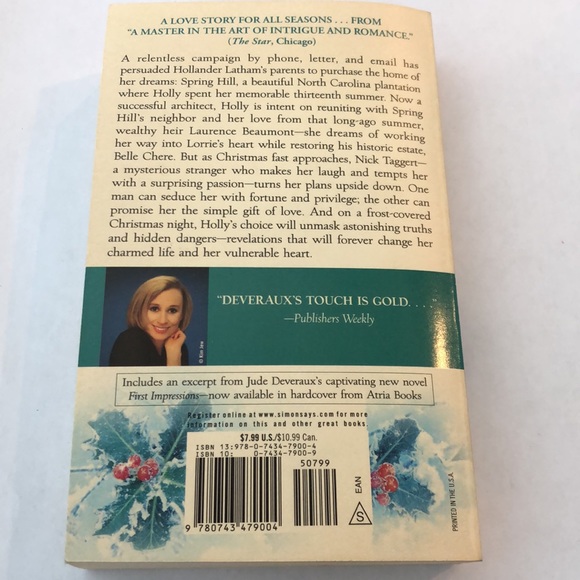 A LOVE STORY FOR ALL SEASONS . . . FROM
"A MASTER IN THE ART OF INTRIGUE AND ROMANCE."
(The Star, Chicago)
A relentless campaign by phone, letter, and email has
persuaded Hollander Latham's parents to purchase the home of
her dreams: Spring Hill, a beautiful North Carolina plantation
where Holly spent her memorable thirteenth summer. Now a
successful architect, Holly is intent on reuniting with Spring
Hill's neighbor and her love from that long-ago summer,
wealthy heir Laurence Beaumont—she dreams of working
her way into Lorrie's heart while restoring his historic estate,
Belle Chere. But as Christmas fast approaches, Nick Taggert—
a mysterious stranger who makes her laugh and tempts her
with a surprising passion—turns her plans upside down. One
man can seduce her with fortune and privilege; the other can
promise her the simple gift of love. And on a frost-covered
Christmas night, Holly's choice will unmask astonishing truths
and hidden dangers—revelations that will forever change her
charmed life and her vulnerable heart.
"DEVERAUX'S TOUCH IS GOLD. . . ."
—Publishers Weekly
Includes an excerpt from Jude Deveraux's captivating new novel
First Impressions—now available in hardcover from Atria Books
Register online at www.simonsays.com for more
information on this and other great books.
$7.99 U.S./$10.99 Can.
ISBN 13: 978-0-7434-7900-4
ISBN 10: 0-7434-7900-9
50799
9 780743 479004
S
EAN
PRINTED IN THE U.S.A.